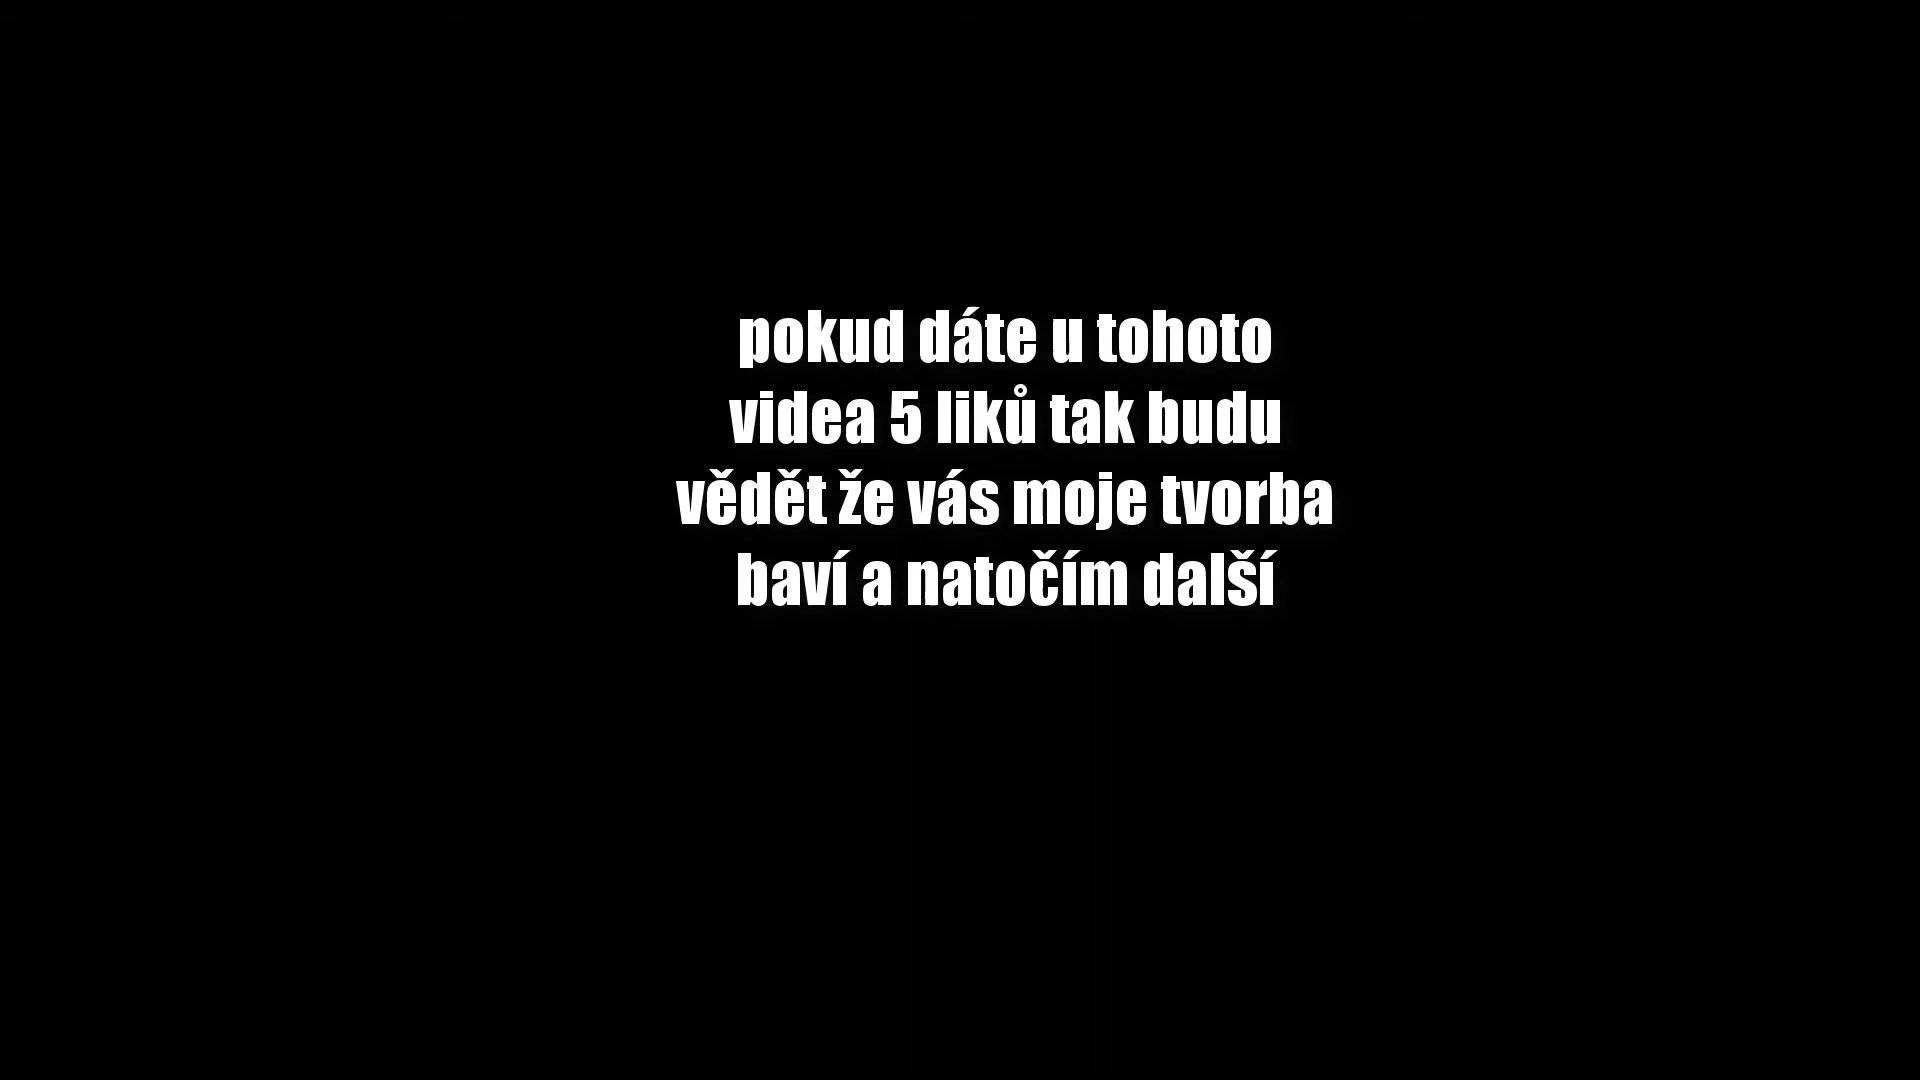 pokud dáte u tohoto
videa 5 liků tak budu
vědět že vás moje tvorba
baví a natočím další